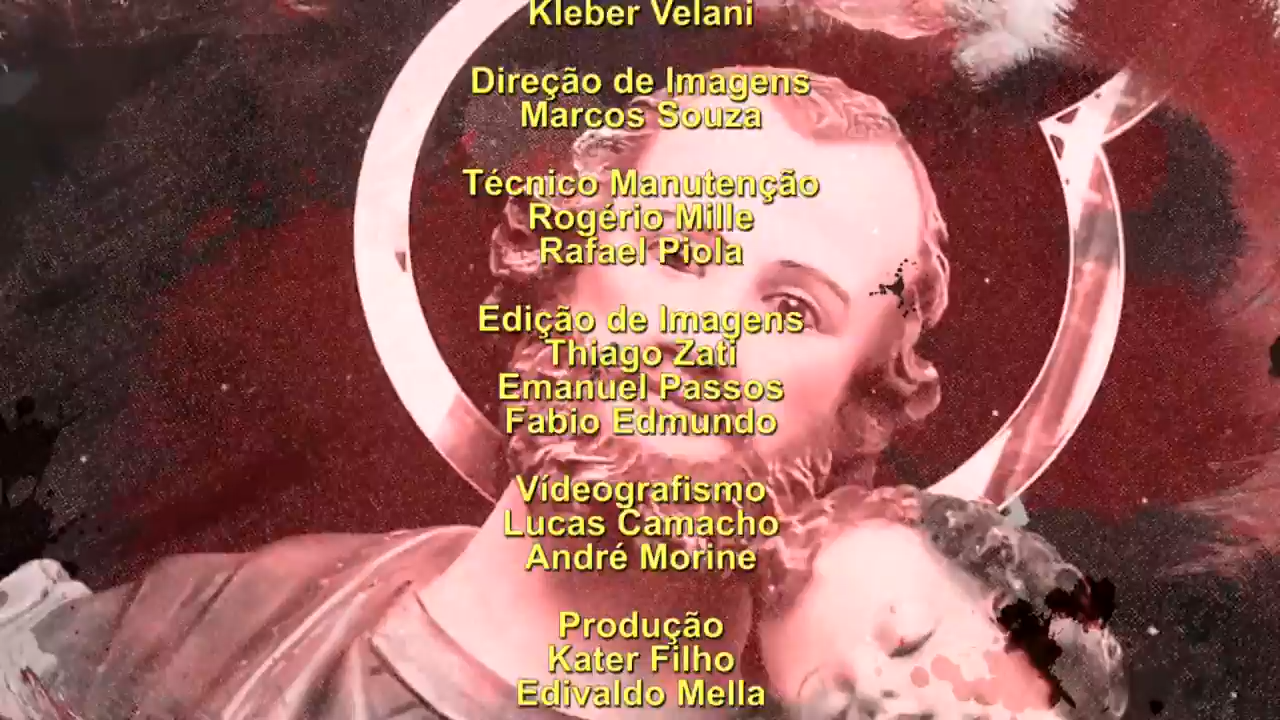 Kleber Velani
Direção de Imagens
Marcos Souza
Técnico Manutenção
Rogério Mille
Rafael Piola
Edição de Imagens
Thiago Zati
Emanuel Passos
Fabio Edmundo
Vídeografismo
Lucas Camacho
André Morine
Produção
Kater Filho
Edivaldo Mella